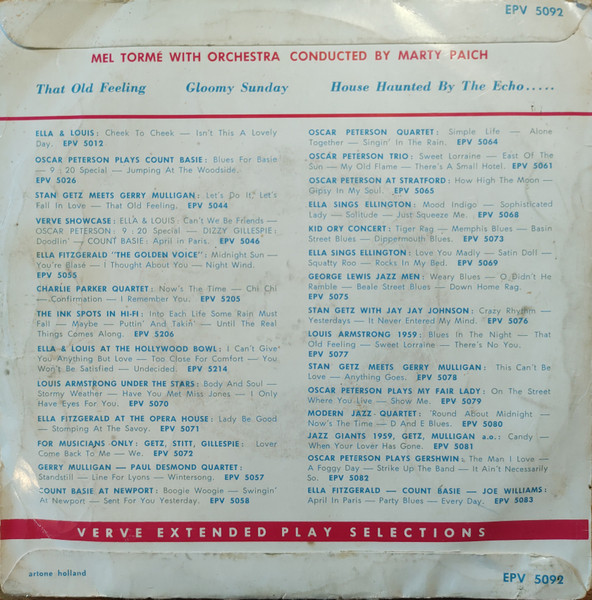 EPV 5092
MEL TORMÉ WITH ORCHESTRA CONDUCTED BY MARTY PAICH
That Old Feeling Gloomy Sunday House Haunted By The Echo.....
ELLA & LOUIS: Cheek To Cheek — Isn't This A Lovely
Day. EPV 5012
OSCAR PETERSON PLAYS COUNT BASIE: Blues For Basie
— 9 : 20 Special — Jumping At The Woodside.
EPV 5026
STAN GETZ MEETS GERRY MULLIGAN: Let's Do It, Let's
Fall In Love — That Old Feeling. EPV 5044
VERVE SHOWCASE: ELLA & LOUIS: Can't We Be Friends —
OSCAR PETERSON: 9 : 20 Special — DIZZY GILLESPIE:
Doodlin' — COUNT BASIE: April in Paris. EPV 5046
ELLA FITZGERALD "THE GOLDEN VOICE": Midnight Sun —
You're Blasé — I Thought About You — Night Wind.
EPV 5055
CHARLIE PARKER QUARTET: Now's The Time — Chi Chi
— Confirmation — I Remember You. EPV 5205
THE INK SPOTS IN HI-FI: Into Each Life Some Rain Must
Fall — Maybe — Puttin' And Takin' — Until The Real
Things Comes Along. EPV 5206
ELLA & LOUIS AT THE HOLLYWOOD BOWL: I Can't Give
You Anything But Love — Too Close For Comfort — You
Won't Be Satisfied — Undecided. EPV 5214
LOUIS ARMSTRONG UNDER THE STARS: Body And Soul —
Stormy Weather — Have You Met Miss Jones — I Only
Have Eyes For You. EPV 5070
ELLA FITZGERALD AT THE OPERA HOUSE: Lady Be Good
— Stomping At The Savoy. EPV 5071
FOR MUSICIANS ONLY: GETZ, STITT, GILLESPIE: Lover
Come Back To Me — We. EPV 5072
GERRY MULLIGAN — PAUL DESMOND QUARTET:
Standstill — Line For Lyons — Wintersong. EPV 5057
COUNT BASIE AT NEWPORT: Boogie Woogie — Swingin'
At Newport — Sent For You Yesterday. EPV 5058
OSCAR PETERSON QUARTET: Simple Life — Alone
Together — Singin' In The Rain. EPV 5064
OSCAR PETERSON TRIO: Sweet Lorraine — East Of The
Sun — My Old Flame — There's A Small Hotel. EPV 5061
OSCAR PETERSON AT STRATFORD: How High The Moon —
Gipsy In My Soul. EPV 5065
ELLA SINGS ELLINGTON: Mood Indigo — Sophisticated
Lady — Solitude — Just Squeeze Me. EPV 5068
KID ORY CONCERT: Tiger Rag — Memphis Blues — Basin
Street Blues — Dippermouth Blues. EPV 5073
ELLA SINGS ELLINGTON: Love You Madly — Satin Doll —
Squatty Roo — Rocks In My Bed. EPV 5069
GEORGE LEWIS JAZZ MEN: Weary Blues — O Didn't He
Ramble — Beale Street Blues — Down Home Rag.
EPV 5075
STAN GETZ WITH JAY JAY JOHNSON: Crazy Rhythm —
Yesterdays — It Never Entered My Mind. EPV 5076
LOUIS ARMSTRONG 1959: Blues In The Night — That
Old Feeling — Sweet Lorraine — There's No You.
EPV 5077
STAN GETZ MEETS GERRY MULLIGAN: This Can't Be
Love — Anything Goes. EPV 5078
OSCAR PETERSON PLAYS MY FAIR LADY: On The Street
Where You Live — Show Me. EPV 5079
MODERN JAZZ QUARTET: 'Round About Midnight —
Now's The Time — D And E Blues. EPV 5080
JAZZ GIANTS 1959, GETZ, MULLIGAN a.o.: Candy —
When Your Lover Has Gone. EPV 5081
OSCAR PETERSON PLAYS GERSHWIN: The Man I Love —
A Foggy Day — Strike Up The Band — It Ain't Necessarily
So. EPV 5082
ELLA FITZGERALD — COUNT BASIE — JOE WILLIAMS:
April In Paris — Party Blues — Every Day. EPV 5083
VERVE EXTENDED PLAY SELECTIONS
artone holland
EPV 5092